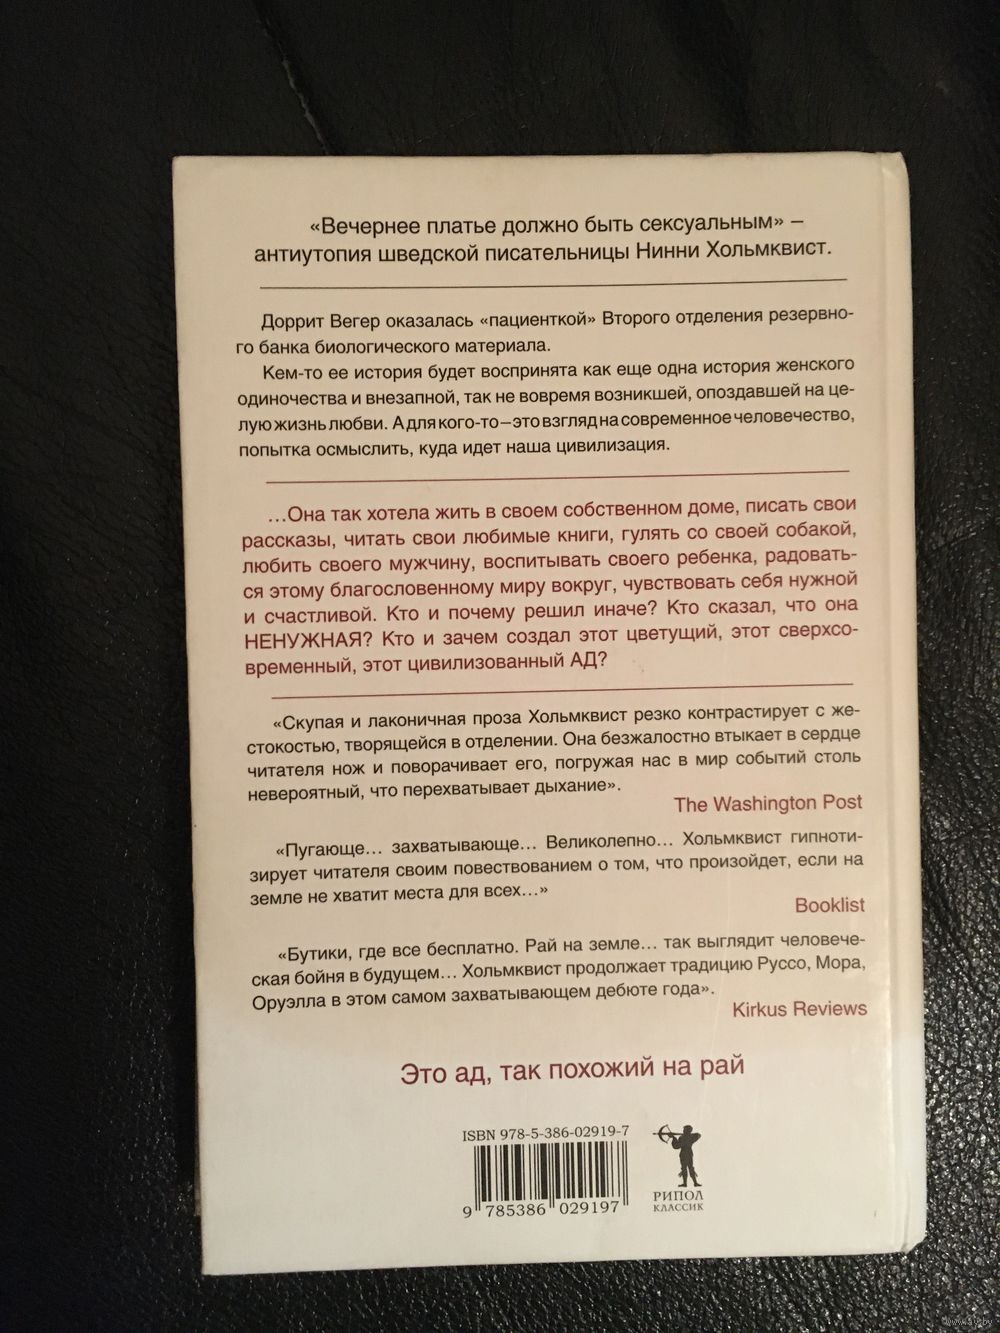 «Вечернее платье должно быть сексуальным» –
антиутопия шведской писательницы Нинни Хольмквист.
Доррит Вегер оказалась «пациенткой» Второго отделения резервно-
го банка биологического материала.
Кем-то ее история будет воспринята как еще одна история женского
одиночества и внезапной, так не вовремя возникшей, опоздавшей на це-
лую жизнь любви. А для кого-то – это взгляд на современное человечество,
попытка осмыслить, куда идет наша цивилизация.
…Она так хотела жить в своем собственном доме, писать свои
рассказы, читать свои любимые книги, гулять со своей собакой,
любить своего мужчину, воспитывать своего ребенка, радовать-
ся этому благословенному миру вокруг, чувствовать себя нужной
и счастливой. Кто и почему решил иначе? Кто сказал, что она
НЕНУЖНАЯ? Кто и зачем создал этот цветущий, этот сверхсо-
временный, этот цивилизованный АД?
«Скупая и лаконичная проза Хольмквист резко контрастирует с же-
стокостью, творящейся в отделении. Она безжалостно втыкает в сердце
читателя нож и поворачивает его, погружая нас в мир событий столь
невероятный, что перехватывает дыхание».
The Washington Post
«Пугающе… захватывающе… Великолепно… Хольмквист гипноти-
зирует читателя своим повествованием о том, что произойдет, если на
земле не хватит места для всех…»
Booklist
«Бутики, где все бесплатно. Рай на земле… так выглядит человече-
ская бойня в будущем… Хольмквист продолжает традицию Руссо, Мора,
Оруэлла в этом самом захватывающем дебюте года».
Kirkus Reviews
Это ад, так похожий на рай
ISBN 978-5-386-02919-7
9 785386 029197
РИПОЛ
КЛАССИК
www.ay.by